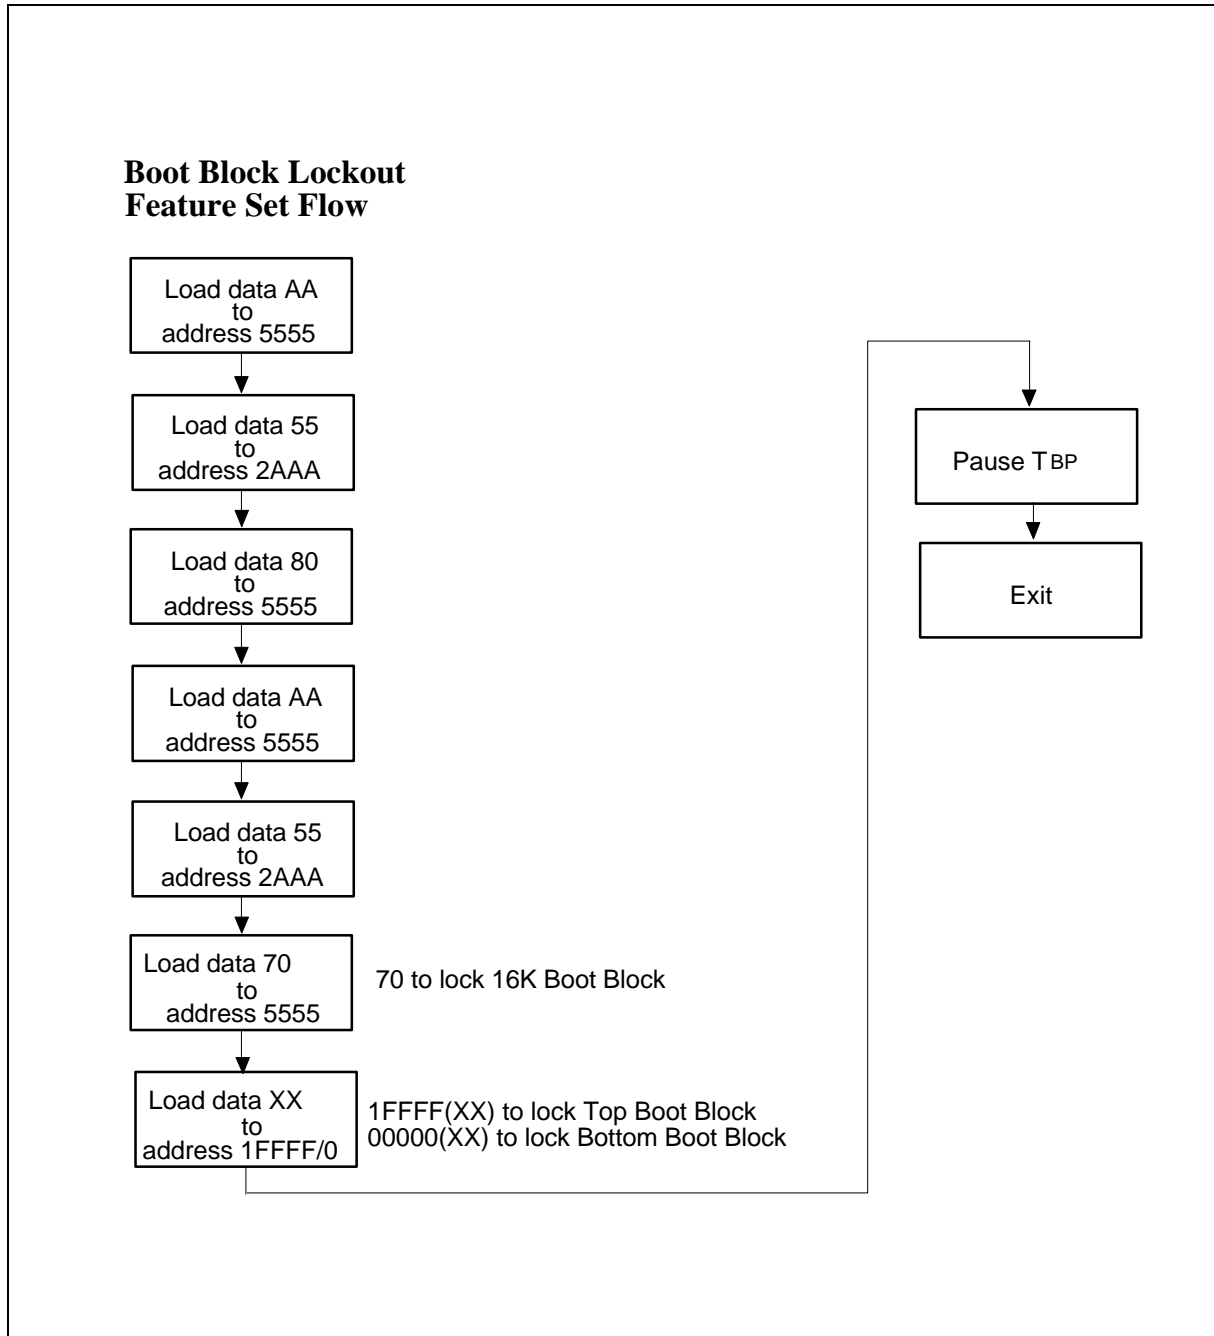 Boot Block Lockout
Feature Set Flow
Load data AA
to
address 5555
Load data 55
to
address 2AAA
Load data 80
to
address 5555
Load data AA
to
address 5555
Load data 55
to
address 2AAA
Load data 70
to
address 5555
70 to lock 16K Boot Block
Load data XX
to
address 1FFFF/0
1FFFF(XX) to lock Top Boot Block
00000(XX) to lock Bottom Boot Block
Pause TBP
Exit